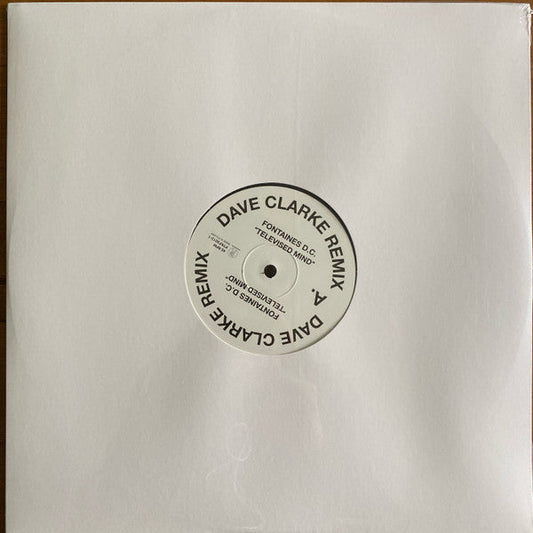 DAVE CLARKE REMIX
FONTAINES D.C.
"TELEVISED MIND"
A.
DAVE CLARKE REMIX
FONTAINES D.C.
"TELEVISED MIND"